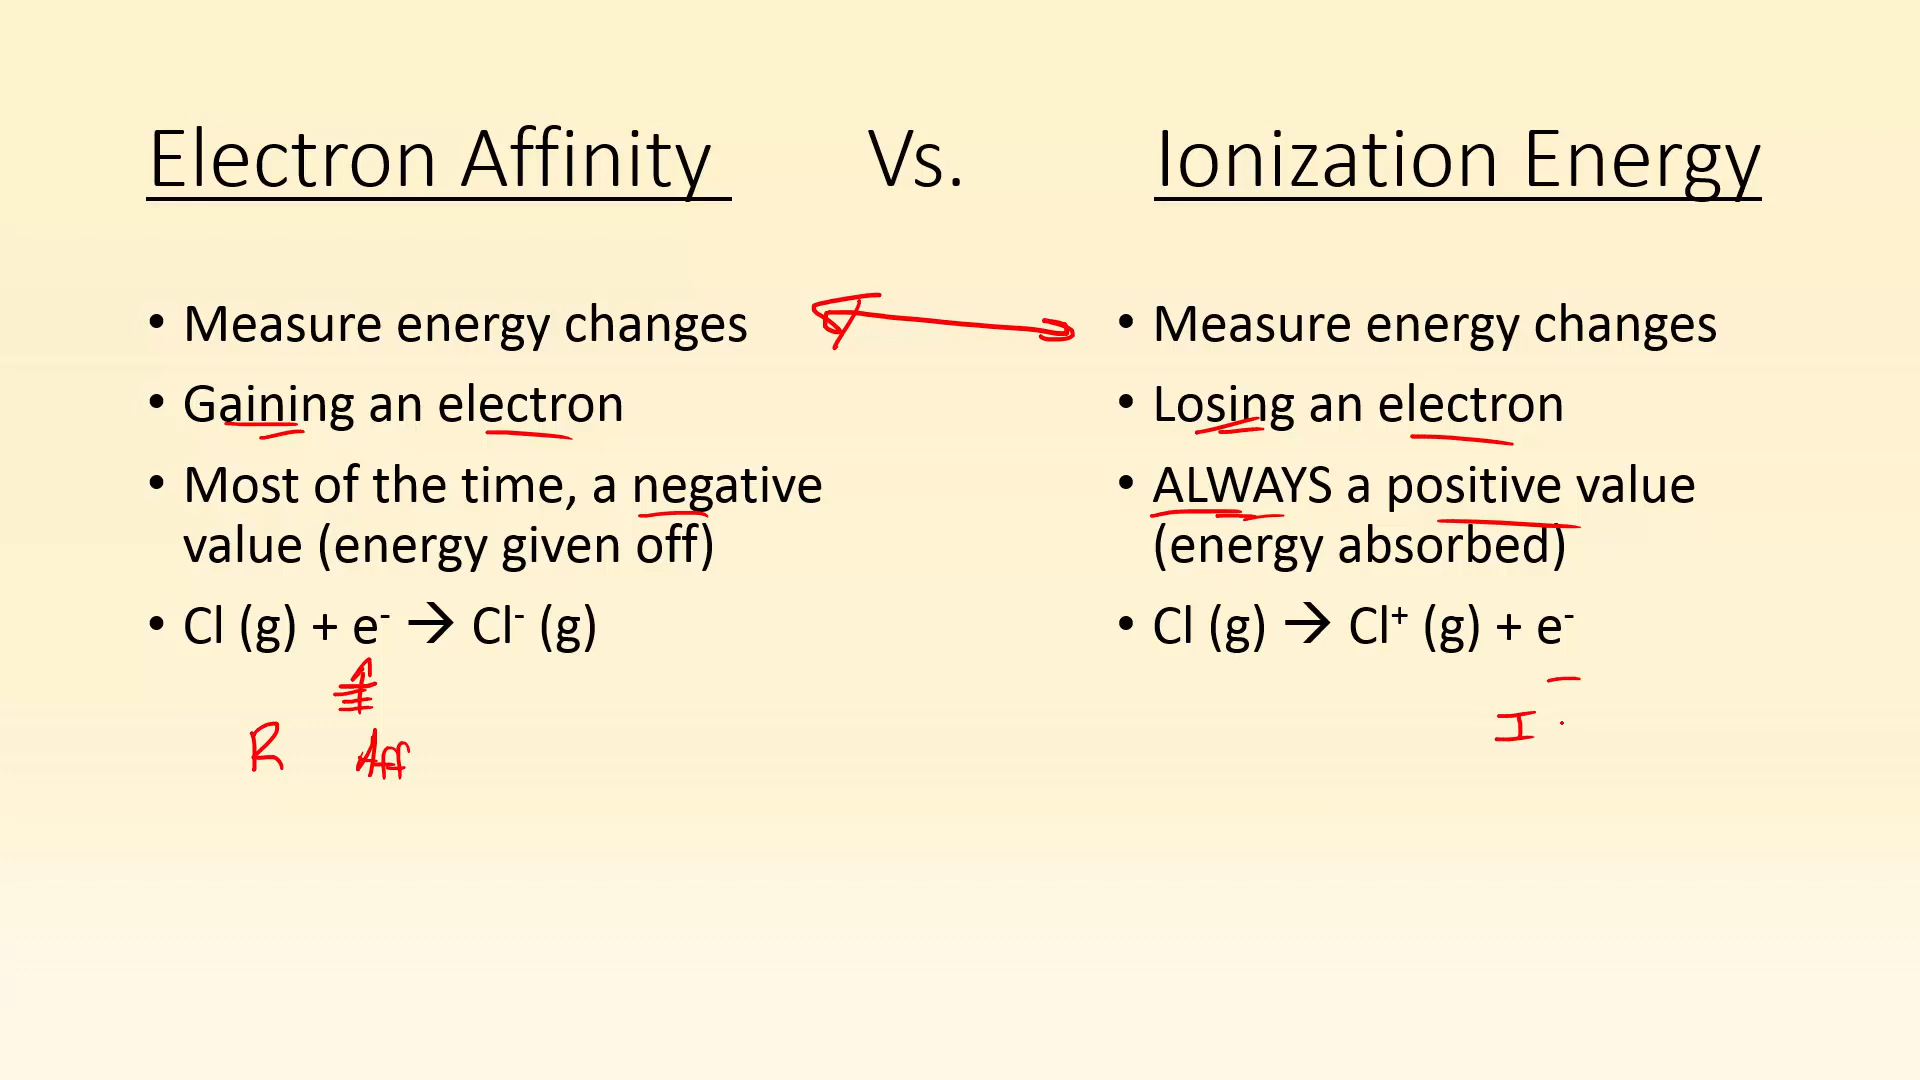 Electron Affinity Vs. Ionization Energy
• Measure energy changes
• Gaining an electron
• Most of the time, a negative
value (energy given off)
• Cl (g) + e⁻ → Cl⁻ (g)
R Aff
• Measure energy changes
• Losing an electron
• ALWAYS a positive value
(energy absorbed)
• Cl (g) → Cl⁺ (g) + e⁻
I